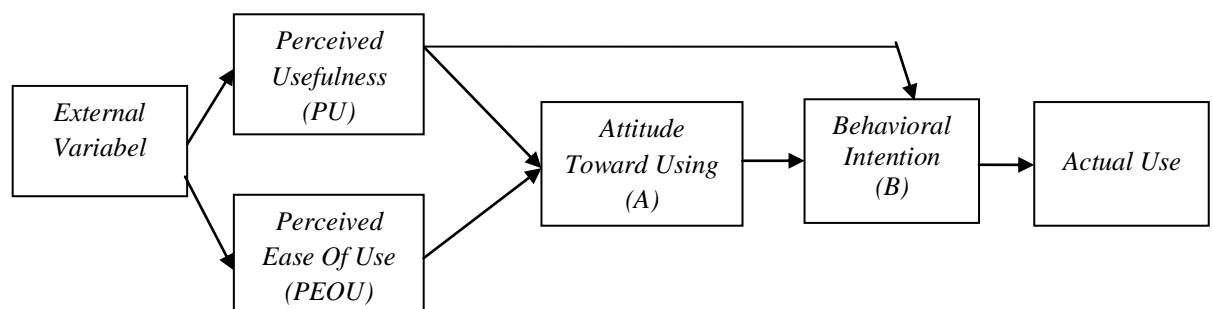 External
Variabel
Perceived
Usefulness
(PU)
Perceived
Ease Of Use
(PEOU)
Attitude
Toward Using
(A)
Behavioral
Intention
(B)
Actual Use